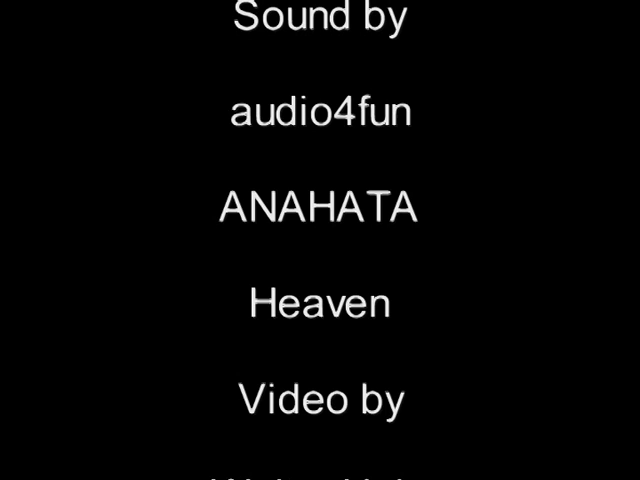 Sound by
audio4fun
ANAHATA
Heaven
Video by